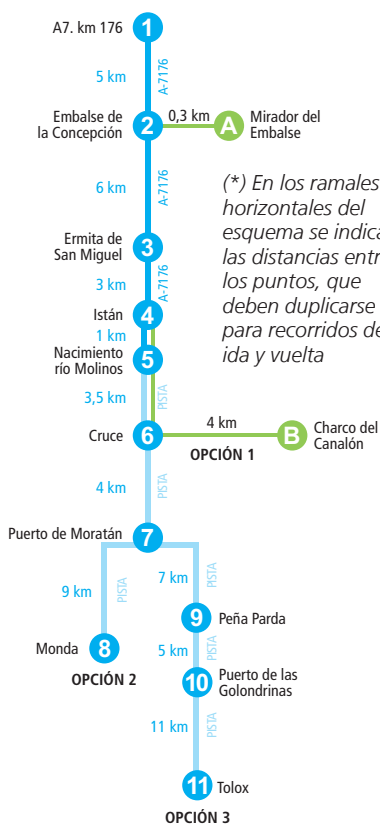 A7. km 176
1
5 km
A-7176
Embalse de
la Concepción
2
0,3 km
A
Mirador del
Embalse
6 km
A-7176
(*) En los ramales
horizontales del
esquema se indica
las distancias entr
los puntos, que
deben duplicarse
para recorridos de
ida y vuelta
Ermita de
San Miguel
3
3 km
A-7176
Istán
4
1 km
Nacimiento
río Molinos
5
3,5 km
PISTA
Cruce
6
4 km
B
Charco del
Canalón
OPCIÓN 1
4 km
PISTA
Puerto de Moratán
7
9 km
PISTA
7 km
PISTA
Monda
8
OPCIÓN 2
9
Peña Parda
5 km
PISTA
10
Puerto de las
Golondrinas
11 km
PISTA
11
Tolox
OPCIÓN 3